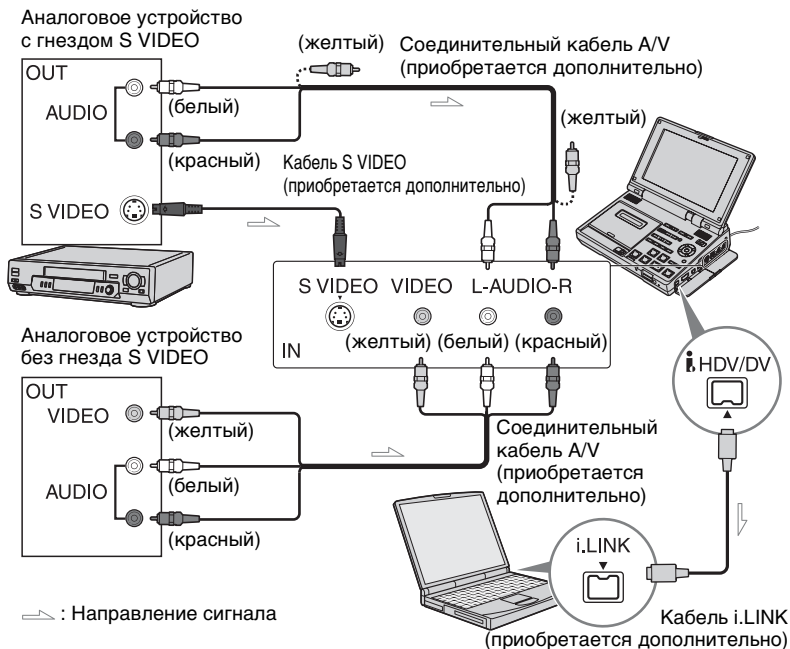 Аналоговое устройство
с гнездом S VIDEO
OUT
AUDIO
(белый)
(красный)
S VIDEO
(желтый)
Соединительный кабель A/V
(приобретается дополнительно)
(желтый)
Кабель S VIDEO
(приобретается дополнительно)
S VIDEO VIDEO L-AUDIO-R
(желтый) (белый) (красный)
IN
Аналоговое устройство
без гнезда S VIDEO
OUT
VIDEO
(желтый)
AUDIO
(белый)
(красный)
Соединительный
кабель A/V
(приобретается
дополнительно)
HDV/DV
i.LINK
Кабель i.LINK
(приобретается дополнительно)
: Направление сигнала